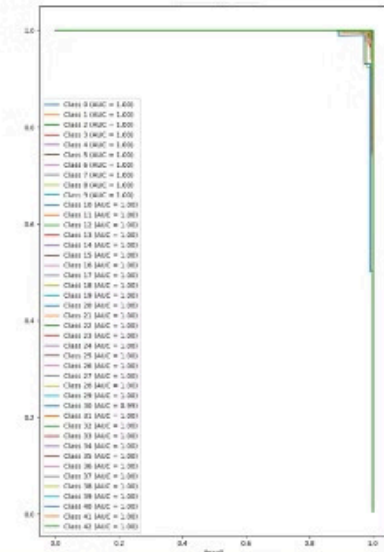 1.0
0.8
0.6
0.4
0.2
0.0
Class 0 (AUC = 1.00)
Class 1 (AUC = 1.00)
Class 2 (AUC = 1.00)
Class 3 (AUC = 1.00)
Class 4 (AUC = 1.00)
Class 5 (AUC = 1.00)
Class 6 (AUC = 1.00)
Class 7 (AUC = 1.00)
Class 8 (AUC = 1.00)
Class 9 (AUC = 1.00)
Class 10 (AUC = 1.00)
Class 11 (AUC = 1.00)
Class 12 (AUC = 1.00)
Class 13 (AUC = 1.00)
Class 14 (AUC = 1.00)
Class 15 (AUC = 1.00)
Class 16 (AUC = 1.00)
Class 17 (AUC = 1.00)
Class 18 (AUC = 1.00)
Class 19 (AUC = 1.00)
Class 20 (AUC = 1.00)
Class 21 (AUC = 1.00)
Class 22 (AUC = 1.00)
Class 23 (AUC = 1.00)
Class 24 (AUC = 1.00)
Class 25 (AUC = 1.00)
Class 26 (AUC = 1.00)
Class 27 (AUC = 1.00)
Class 28 (AUC = 1.00)
Class 29 (AUC = 1.00)
Class 30 (AUC = 0.99)
Class 31 (AUC = 1.00)
Class 32 (AUC = 1.00)
Class 33 (AUC = 1.00)
Class 34 (AUC = 1.00)
Class 35 (AUC = 1.00)
Class 36 (AUC = 1.00)
Class 37 (AUC = 1.00)
Class 38 (AUC = 1.00)
Class 39 (AUC = 1.00)
Class 40 (AUC = 1.00)
Class 41 (AUC = 1.00)
Class 42 (AUC = 1.00)
0.0 0.2 0.4 0.6 0.8 1.0